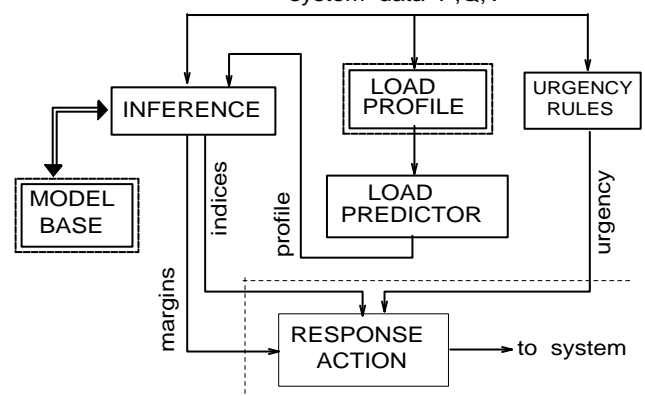 INFERENCE
LOAD
PROFILE
URGENCY
RULES
MODEL
BASE
LOAD
PREDICTOR
indices
profile
urgency
margins
RESPONSE
ACTION
to system